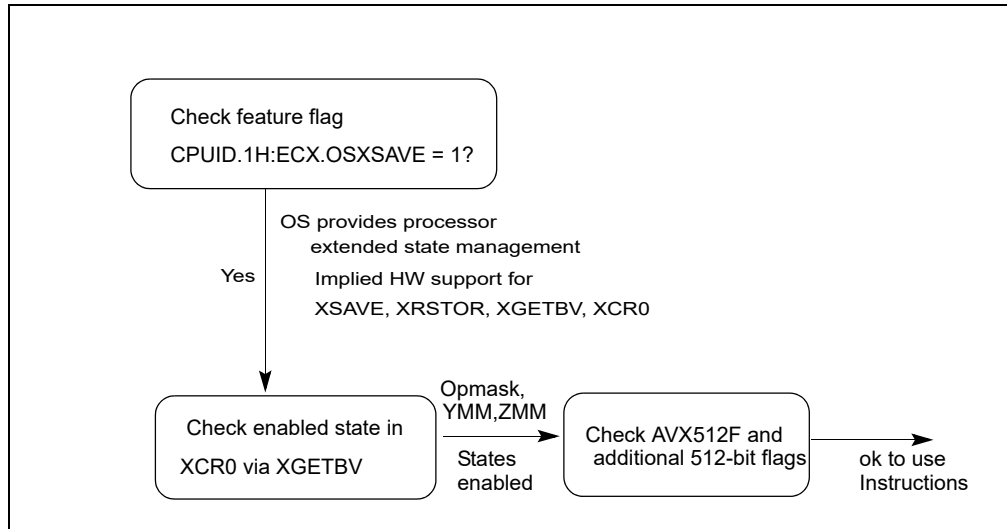 Check feature flag
CPUID.1H:ECX.OSXSAVE = 1?
OS provides processor
extended state management
Yes
Implied HW support for
XSAVE, XRSTOR, XGETBV, XCR0
Check enabled state in
XCR0 via XGETBV
Opmask,
YMM,ZMM
States
enabled
Check AVX512F and
additional 512-bit flags
ok to use
Instructions